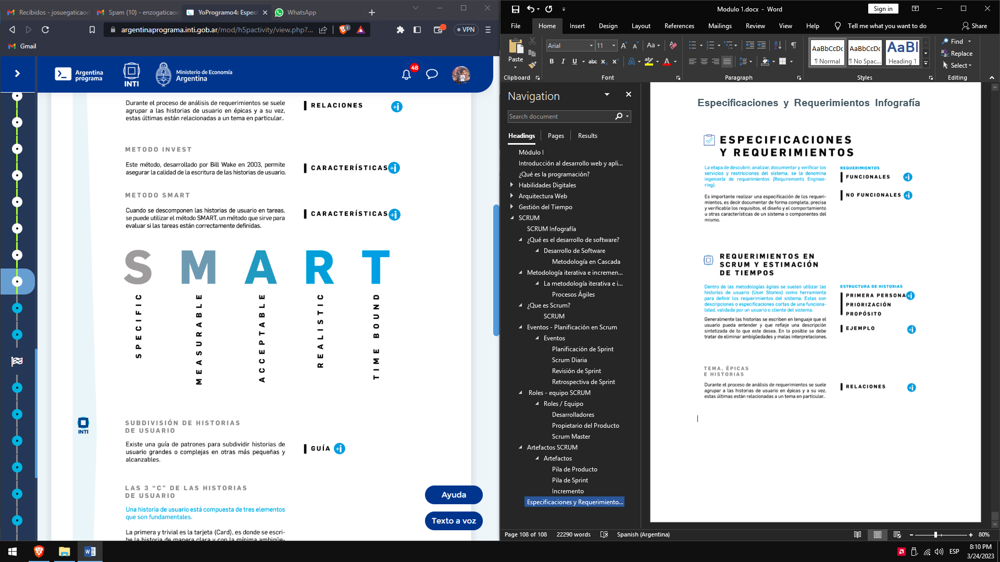 Recibidos - josuegaticaod
Spam (10) - enzogaticaod
YoProgramo4: Especi
WhatsApp
argentinaprograma.inti.gob.ar/mod/h5pactivity/view.php?...
1
VPN
Gmail
Argentina
programa
INTI
Ministerio de Economía
Argentina
48
Durante el proceso de análisis de requerimientos se suele
agrupar a las historias de usuario en épicas y a su vez,
estas últimas están relacionadas a un tema en particular..
RELACIONES
+i
METODO INVEST
Este método, desarrollado por Bill Wake en 2003, permite
asegurar la calidad de la escritura de las historias de usuario.
CARACTERÍSTICAS
+i
METODO SMART
Cuando se descomponen las historias de usuario en tareas,
se puede utilizar el método SMART, un método que sirve para
evaluar si las tareas están correctamente definidas.
CARACTERÍSTICAS
+i
S M A R T
SPECIFIC
MEASURABLE
ACCEPTABLE
REALISTIC
TIME BOUND
INTI
SUBDIVISIÓN DE HISTORIAS
DE USUARIO
Existe una guía de patrones para subdividir historias de
usuario grandes o complejas en otras más pequeñas y
alcanzables.
GUÍA
+i
LAS 3 “C” DE LAS HISTORIAS
DE USUARIO
Una historia de usuario está compuesta de tres elementos
que son fundamentales.
La primera y trivial es la tarjeta (Card), es donde se escri-
be la historia de manera clara y con la mínima ambigüe-
Ayuda
Texto a voz
Modulo 1.docx - Word
Sign in
File
Home
Insert
Design
Layout
References
Mailings
Review
View
Help
Tell me what you want to do
Share
Paste
Clipboard
Arial
11
Aa
B I U abc x₂ x²
A
Font
Paragraph
AaBbCcDc
¶ Normal
AaBbCcDc
¶ No Spac...
AaBl
Heading 1
Styles
Find
Replace
Select
Editing
Navigation
Search document
Headings
Pages
Results
Módulo I
Introducción al desarrollo web y apli...
¿Qué es la programación?
Habilidades Digitales
Arquitectura Web
Gestión del Tiempo
SCRUM
SCRUM Infografía
¿Qué es el desarrollo de software?
Desarrollo de Software
Metodología en Cascada
Metodología iterativa e incremen...
La metodología iterativa e i...
Procesos Ágiles
¿Que es Scrum?
SCRUM
Eventos - Planificación en Scrum
Eventos
Planificación de Sprint
Scrum Diaria
Revisión de Sprint
Retrospectiva de Sprint
Roles - equipo SCRUM
Roles / Equipo
Desarrolladores
Propietario del Producto
Scrum Master
Artefactos SCRUM
Artefactos
Pila de Producto
Pila de Sprint
Incremento
Especificaciones y Requerimiento...
Especificaciones y Requerimientos Infografía
ESPECIFICACIONES
Y REQUERIMIENTOS
La etapa de descubrir, analizar, documentar y verificar los
servicios y restricciones del sistema, se la denomina
ingeniería de requerimientos (Requirements Enginee-
ring).
Es importante realizar una especificación de los requeri-
mientos, es decir documentar de forma completa, precisa
y verificable los requisitos, el diseño y el comportamiento
u otras características de un sistema o componentes del
mismo.
REQUERIMIENTOS
FUNCIONALES
+i
NO FUNCIONALES
+i
REQUERIMIENTOS EN
SCRUM Y ESTIMACIÓN
DE TIEMPOS
Dentro de las metodologías ágiles se suelen utilizar las
historias de usuario (User Stories) como herramienta
para definir los requerimientos del sistema. Estas son
descripciones o especificaciones cortas de una funciona-
lidad, validada por un usuario o cliente del sistema.
Generalmente las historias se escriben en lenguaje que el
usuario pueda entender y que refleje una descripción
sintetizada de lo que este desea. En lo posible se debe
tratar de eliminar ambigüedades y malas interpretaciones.
ESTRUCTURA DE HISTORIAS
PRIMERA PERSONA
+i
PRIORIZACIÓN
PROPÓSITO
EJEMPLO
+i
TEMA, ÉPICAS
E HISTORIAS
Durante el proceso de análisis de requerimientos se suele
agrupar a las historias de usuario en épicas y a su vez,
estas últimas están relacionadas a un tema en particular..
RELACIONES
+i
Page 108 of 108
22290 words
Spanish (Argentina)
80%
ESP
8:10 PM
3/24/2023